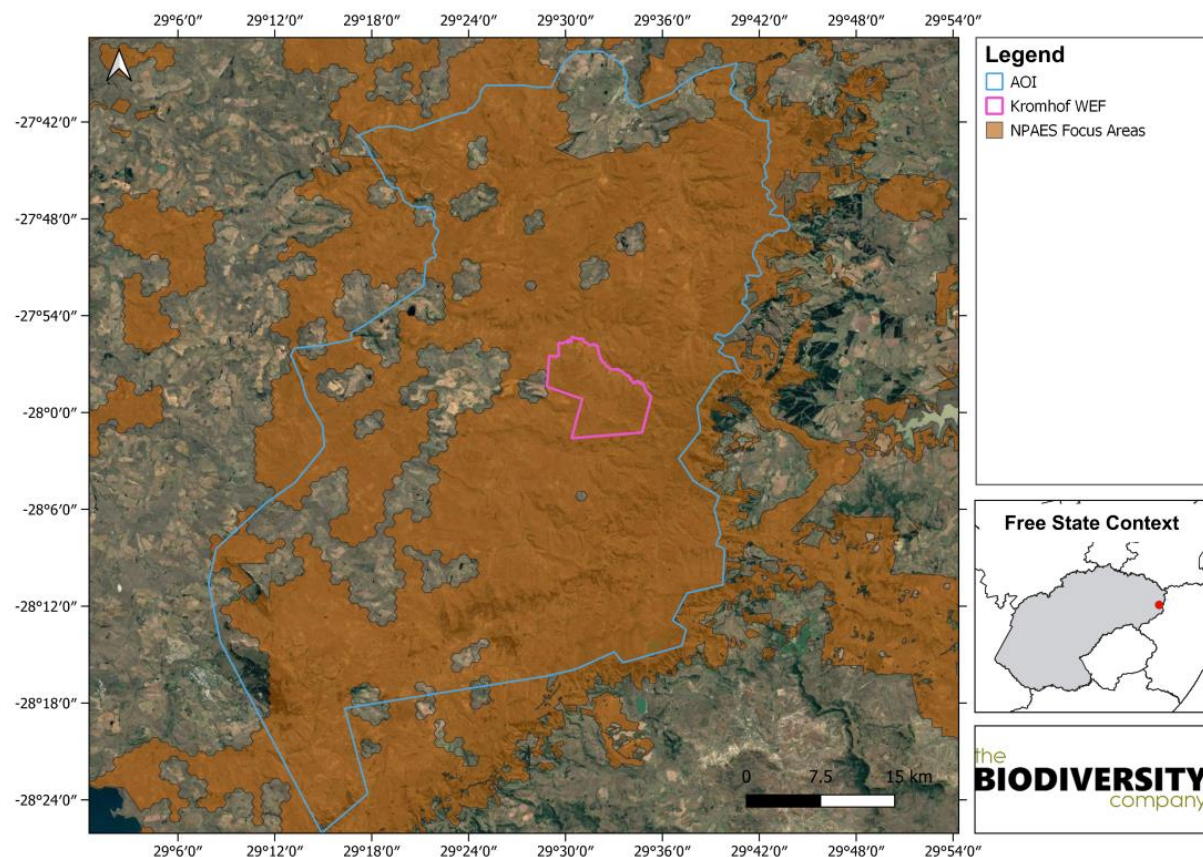 29°6′0″ 29°12′0″ 29°18′0″ 29°24′0″ 29°30′0″ 29°36′0″ 29°42′0″ 29°48′0″ 29°54′0″
-27°42′0″
-27°48′0″
-27°54′0″
-28°0′0″
-28°6′0″
-28°12′0″
-28°18′0″
-28°24′0″
0 7.5 15 km
29°6′0″ 29°12′0″ 29°18′0″ 29°24′0″ 29°30′0″ 29°36′0″ 29°42′0″ 29°48′0″ 29°54′0″
Legend
AOI
Kromhof WEF
NPAES Focus Areas
Free State Context
the
BIODIVERSITY
company